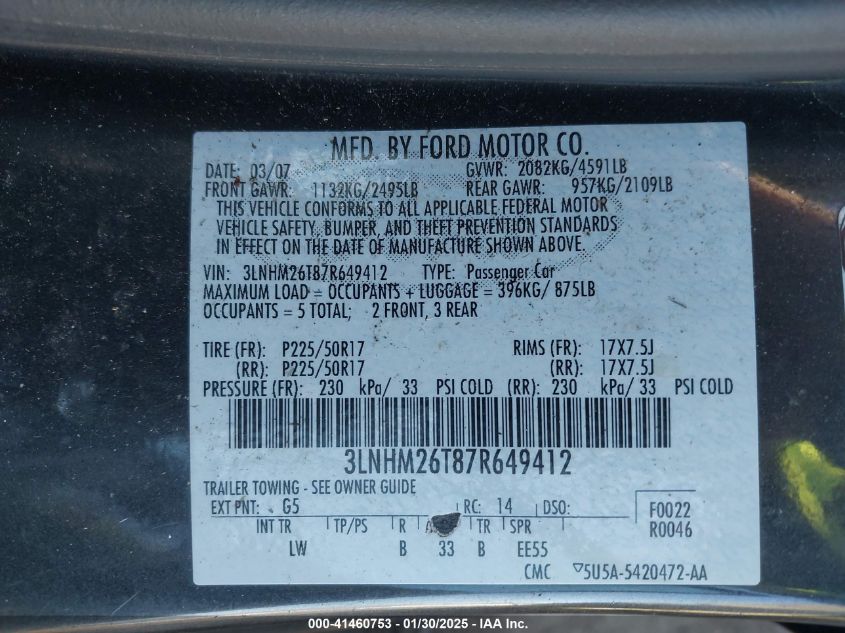 MFD. BY FORD MOTOR CO.
DATE: 03/07 GVWR: 2082KG/4591LB
FRONT GAWR: 1132KG/2495LB REAR GAWR: 957KG/2109LB
THIS VEHICLE CONFORMS TO ALL APPLICABLE FEDERAL MOTOR
VEHICLE SAFETY, BUMPER, AND THEFT PREVENTION STANDARDS
IN EFFECT ON THE DATE OF MANUFACTURE SHOWN ABOVE.
VIN: 3LNHM26T87R649412 TYPE: Passenger Car
MAXIMUM LOAD = OCCUPANTS + LUGGAGE = 396KG/ 875LB
OCCUPANTS = 5 TOTAL; 2 FRONT, 3 REAR
TIRE (FR): P225/50R17 RIMS (FR): 17X7.5J
(RR): P225/50R17 (RR): 17X7.5J
PRESSURE (FR): 230 kPa/ 33 PSI COLD (RR): 230 kPa/ 33 PSI COLD
3LNHM26T87R649412
TRAILER TOWING - SEE OWNER GUIDE
EXT PNT: G5 RC: 14 DSO: F0022
INT TR TP/PS R TR SPR R0046
LW B 33 B EE55
CMC 5U5A-5420472-AA
000-41460753 — 01/30/2025 — IAA Inc.